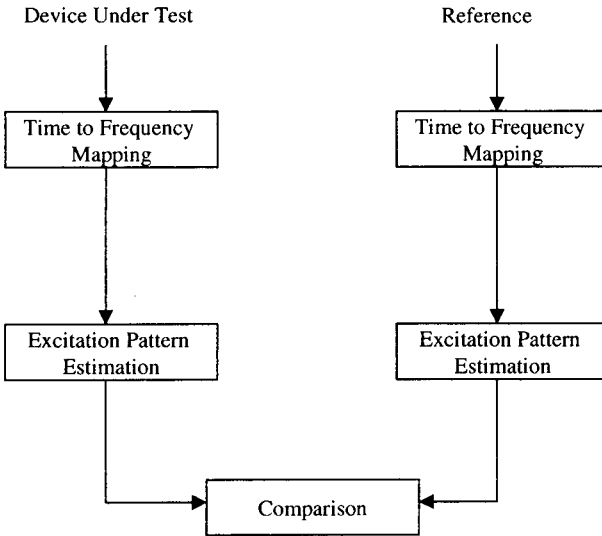 Device Under Test
Reference
Time to Frequency
Mapping
Time to Frequency
Mapping
Excitation Pattern
Estimation
Excitation Pattern
Estimation
Comparison